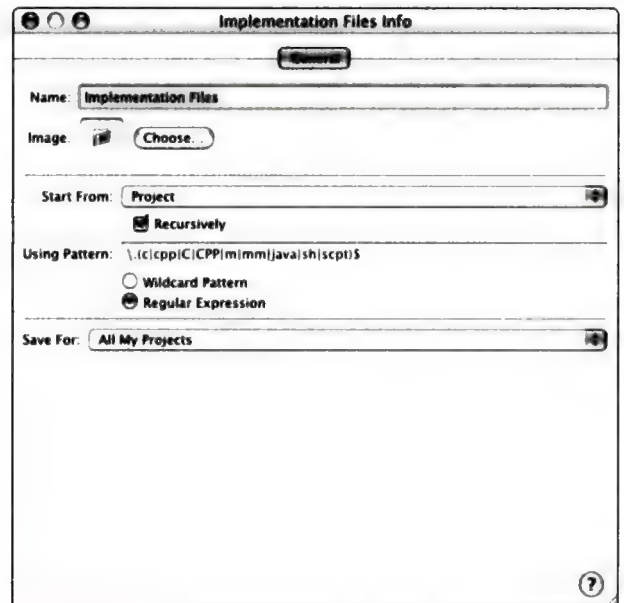 Implementation Files Info
General
Name: Implementation Files
Image: Choose...
Start From: Project
Recursively
Using Pattern: \.(c|cpp|C|CPP|m|mm|java|sh|scpt)$
Wildcard Pattern
Regular Expression
Save For: All My Projects
?